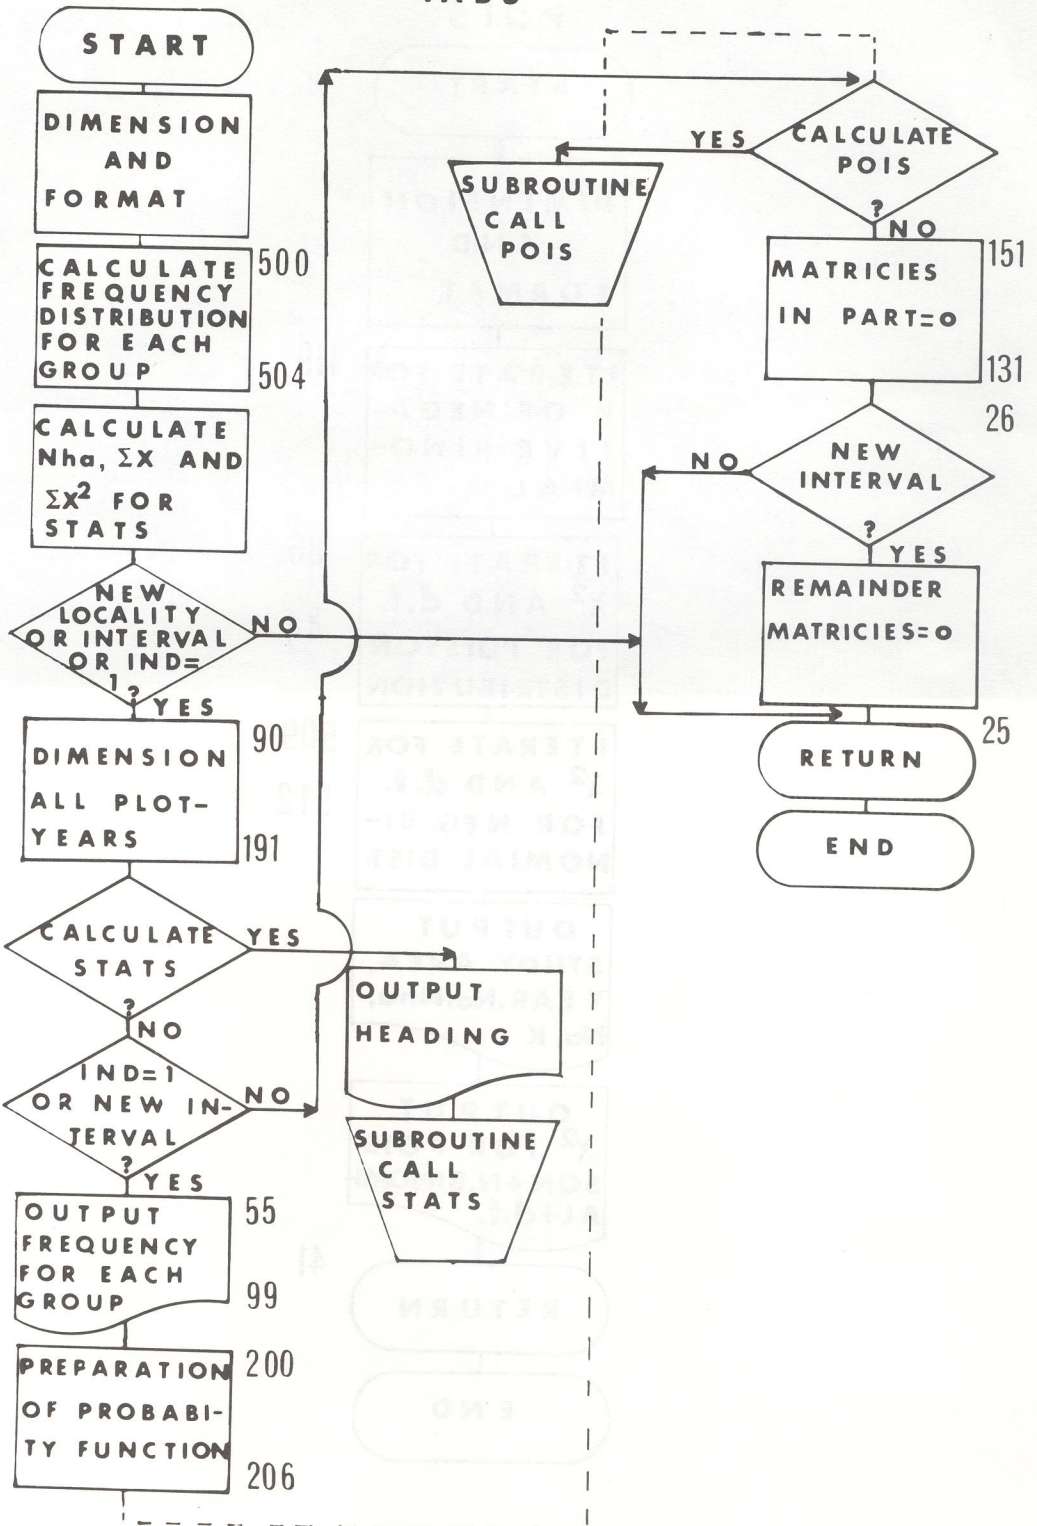 START
DIMENSION
AND
FORMAT
CALCULATE
FREQUENCY
DISTRIBUTION
FOR EACH
GROUP
500
504
CALCULATE
Nha, ΣX AND
ΣX² FOR
STATS
NEW
LOCALITY
OR INTERVAL
OR IND=
1
?
NO
YES
DIMENSION
ALL PLOT-
YEARS
90
191
CALCULATE
STATS
?
YES
NO
OUTPUT
HEADING
SUBROUTINE
CALL
STATS
IND=1
OR NEW IN-
TERVAL
?
NO
YES
OUTPUT
FREQUENCY
FOR EACH
GROUP
55
99
PREPARATION
OF PROBABI-
TY FUNCTION
200
206
CALCULATE
POIS
?
YES
NO
SUBROUTINE
CALL
POIS
MATRICIES
IN PART=0
151
131
26
NEW
INTERVAL
?
NO
YES
REMAINDER
MATRICIES=0
25
RETURN
END